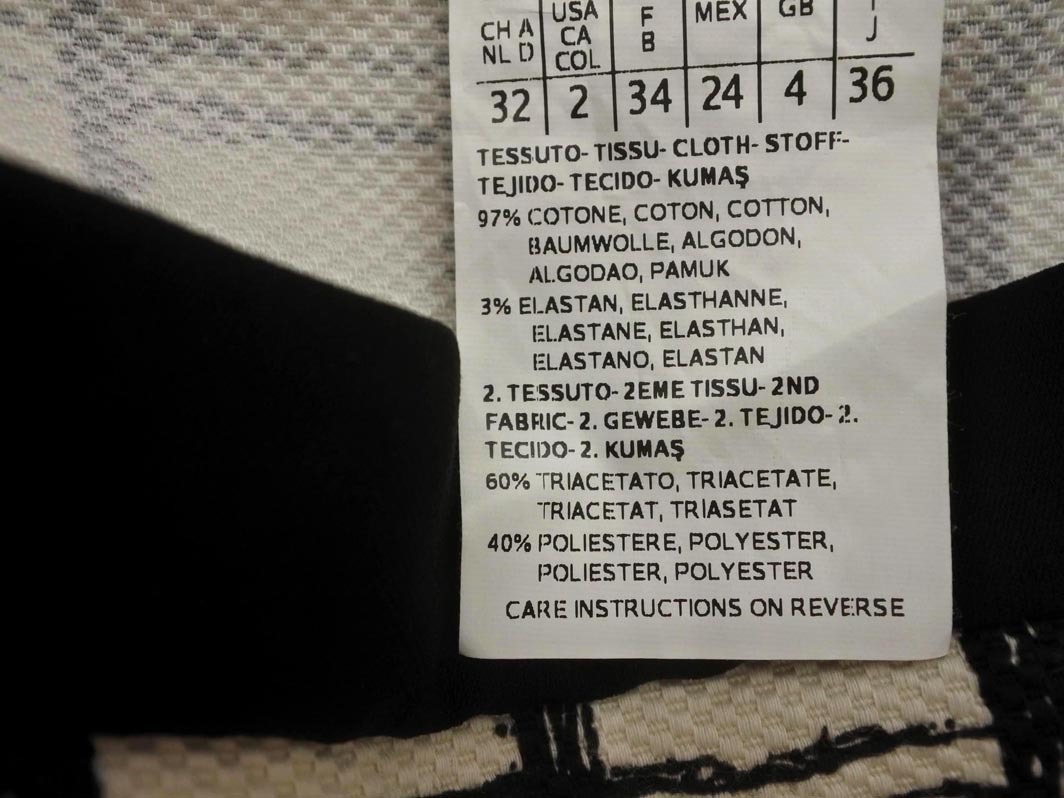 CH A USA F MEX GB J
NL D CA B
COL
32 2 34 24 4 36
TESSUTO- TISSU- CLOTH- STOFF-
TEJIDO- TECIDO- KUMAŞ
97% COTONE, COTON, COTTON,
BAUMWOLLE, ALGODON,
ALGODAO, PAMUK
3% ELASTAN, ELASTHANNE,
ELASTANE, ELASTHAN,
ELASTANO, ELASTAN
2. TESSUTO- 2EME TISSU- 2ND
FABRIC- 2. GEWEBE- 2. TEJIDO- 2.
TECIDO- 2. KUMAŞ
60% TRIACETATO, TRIACETATE,
TRIACETAT, TRIASETAT
40% POLIESTERE, POLYESTER,
POLIESTER, POLYESTER
CARE INSTRUCTIONS ON REVERSE